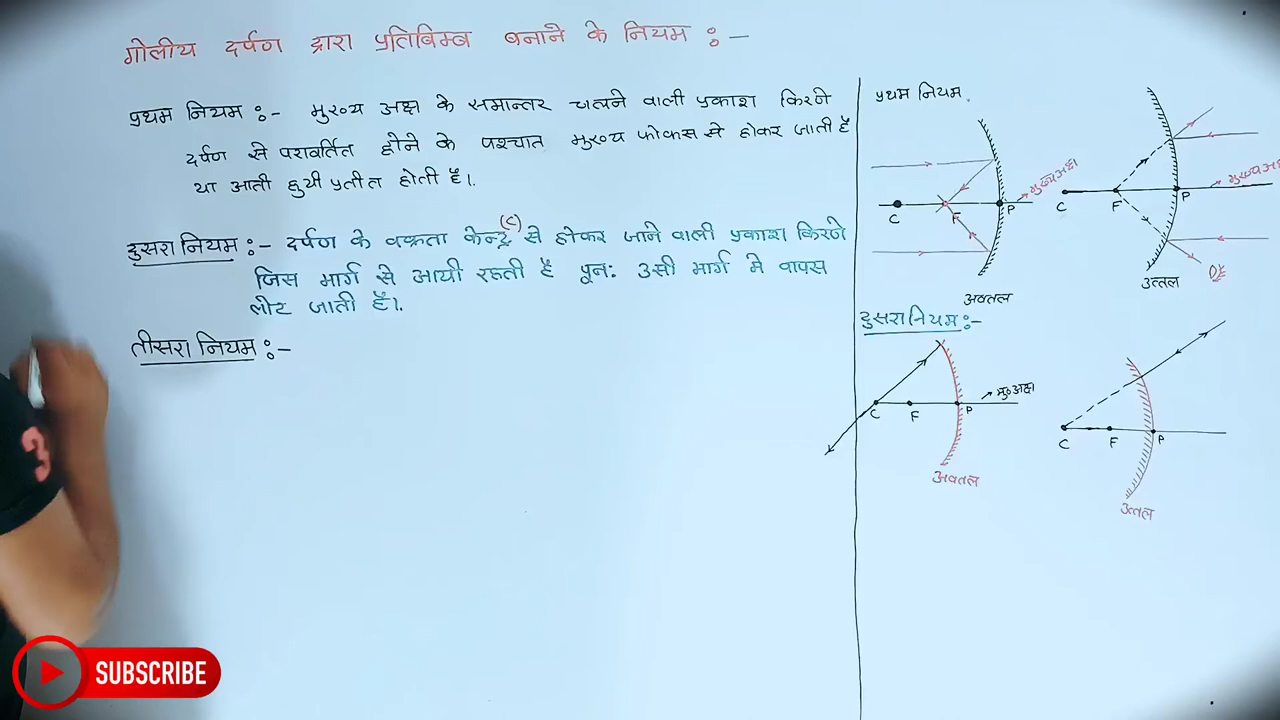 गोलीय दर्पण द्वारा प्रतिबिम्ब बनाने के नियम :-
प्रथम नियम :- मुख्य अक्ष के समान्तर चलने वाली प्रकाश किरणे
दर्पण से परावर्तित होने के पश्चात मुख्य फोकस से होकर जाती है
या आती हुयी प्रतीत होती है।.
दुसरा नियम :- दर्पण के वक्रता केन्द्र (C) से होकर जाने वाली प्रकाश किरणे
जिस मार्ग से आयी रहती है पून: उसी मार्ग मे वापस
लौट जाती है।.
तीसरा नियम :-
प्रथम नियम.
C
F
P
मुख्य अक्ष
अवतल
C
F
P
मुख्य अक्ष
उत्तल
दुसरा नियम :-
C
F
P
मु० अक्ष
अवतल
C
F
P
उत्तल
SUBSCRIBE